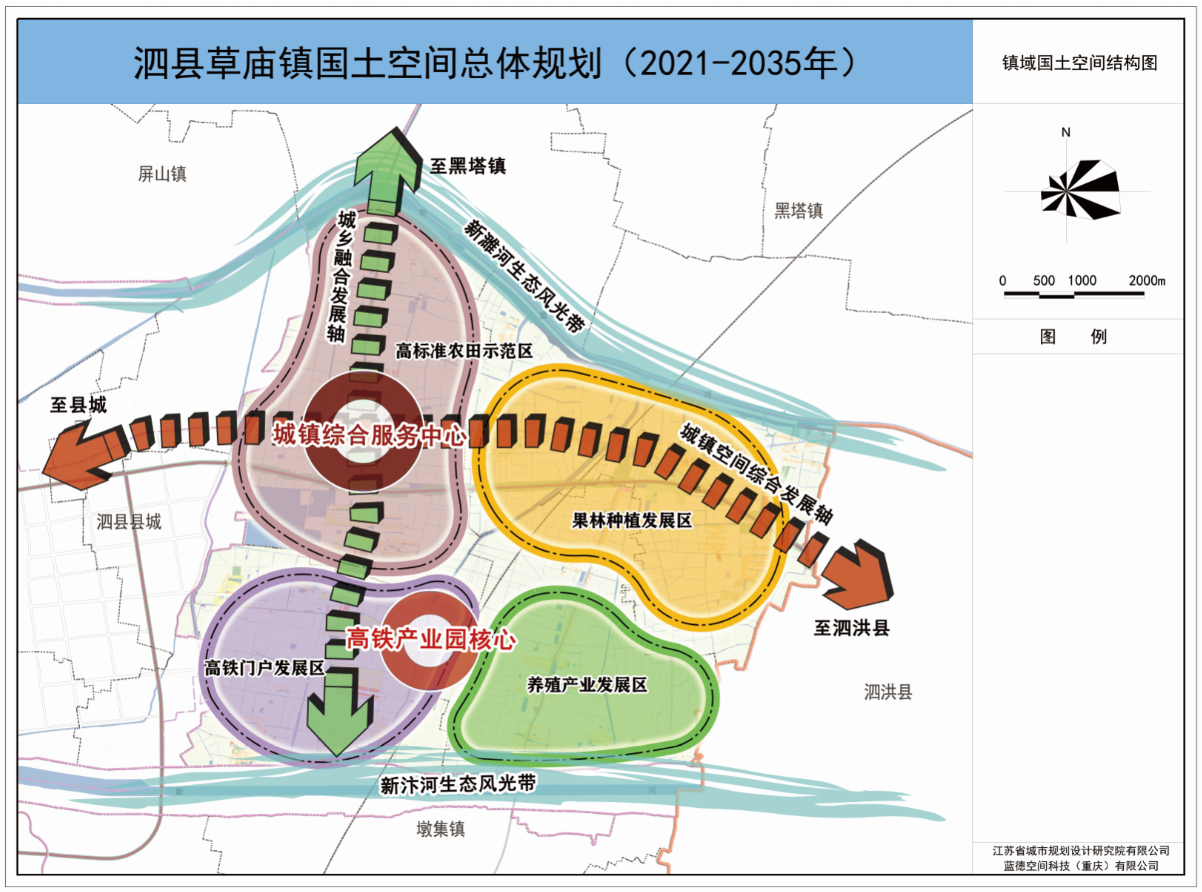 泗县草庙镇国土空间总体规划（2021-2035年）
镇域国土空间结构图
N
0 500 1000 2000m
图 例
屏山镇
至黑塔镇
黑塔镇
城乡融合发展轴
新濉河生态风光带
高标准农田示范区
至县城
城镇综合服务中心
城镇空间综合发展轴
泗县县城
果林种植发展区
至泗洪县
高铁产业园核心
高铁门户发展区
养殖产业发展区
泗洪县
新汴河生态风光带
墩集镇
江苏省城市规划设计研究院有限公司
蓝德空间科技（重庆）有限公司